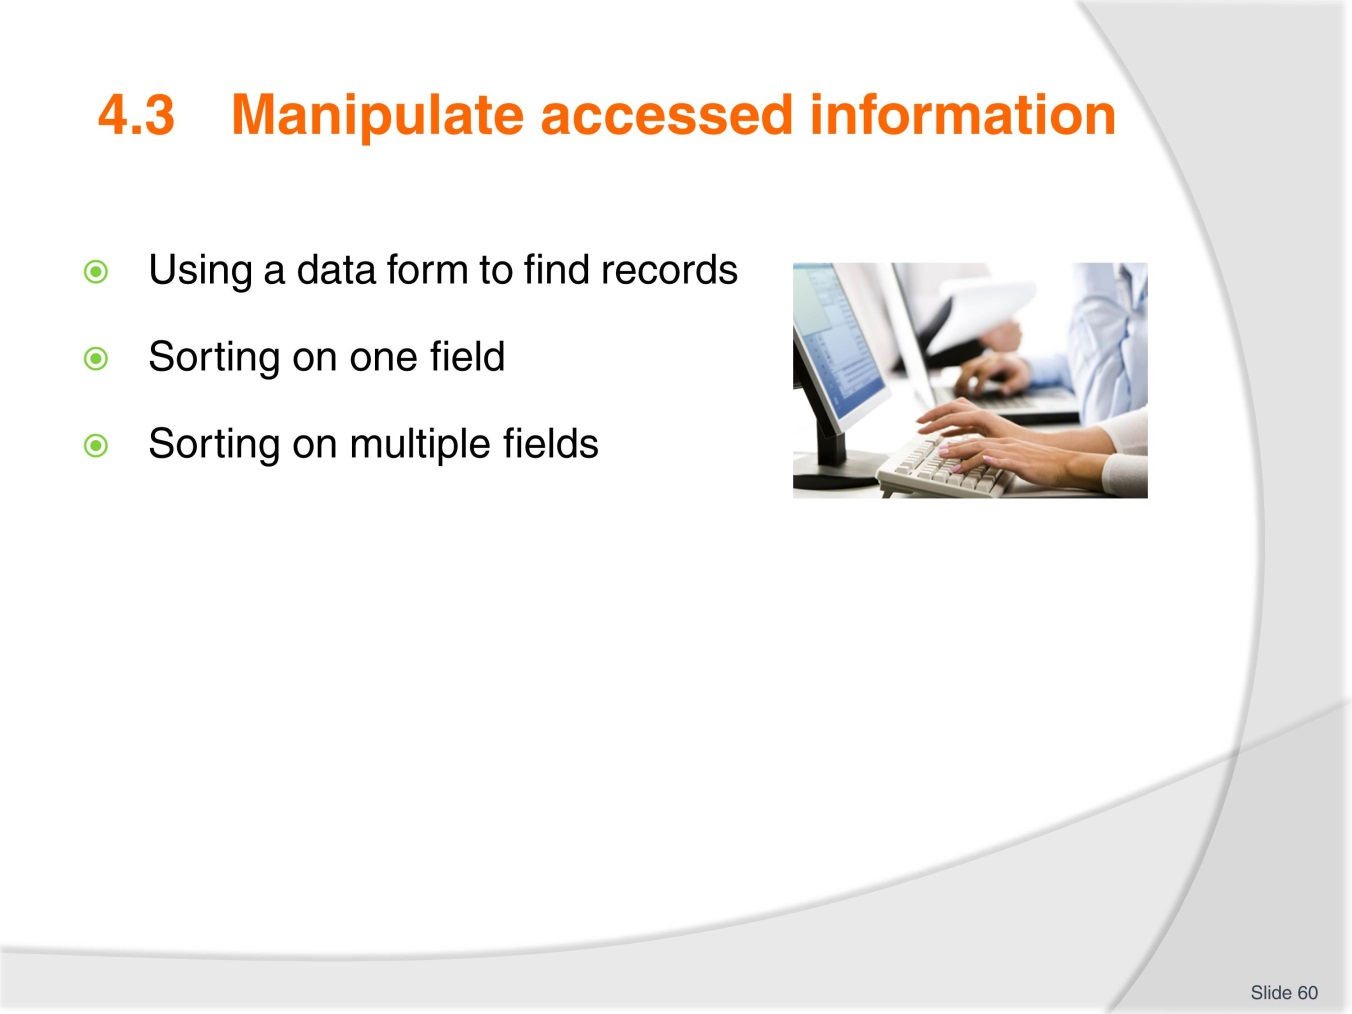 4.3 Manipulate accessed information
Using a data form to find records
Sorting on one field
Sorting on multiple fields
Slide 60